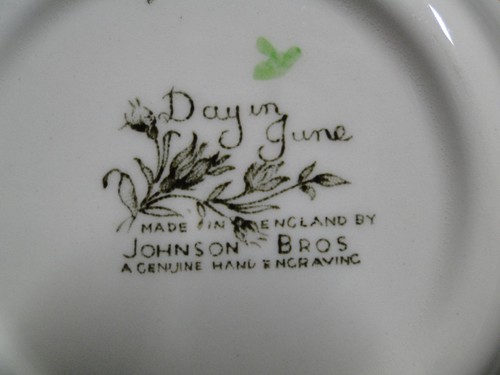 Day in
June
MADE IN ENGLAND BY
JOHNSON BROS
A GENUINE HAND ENGRAVING